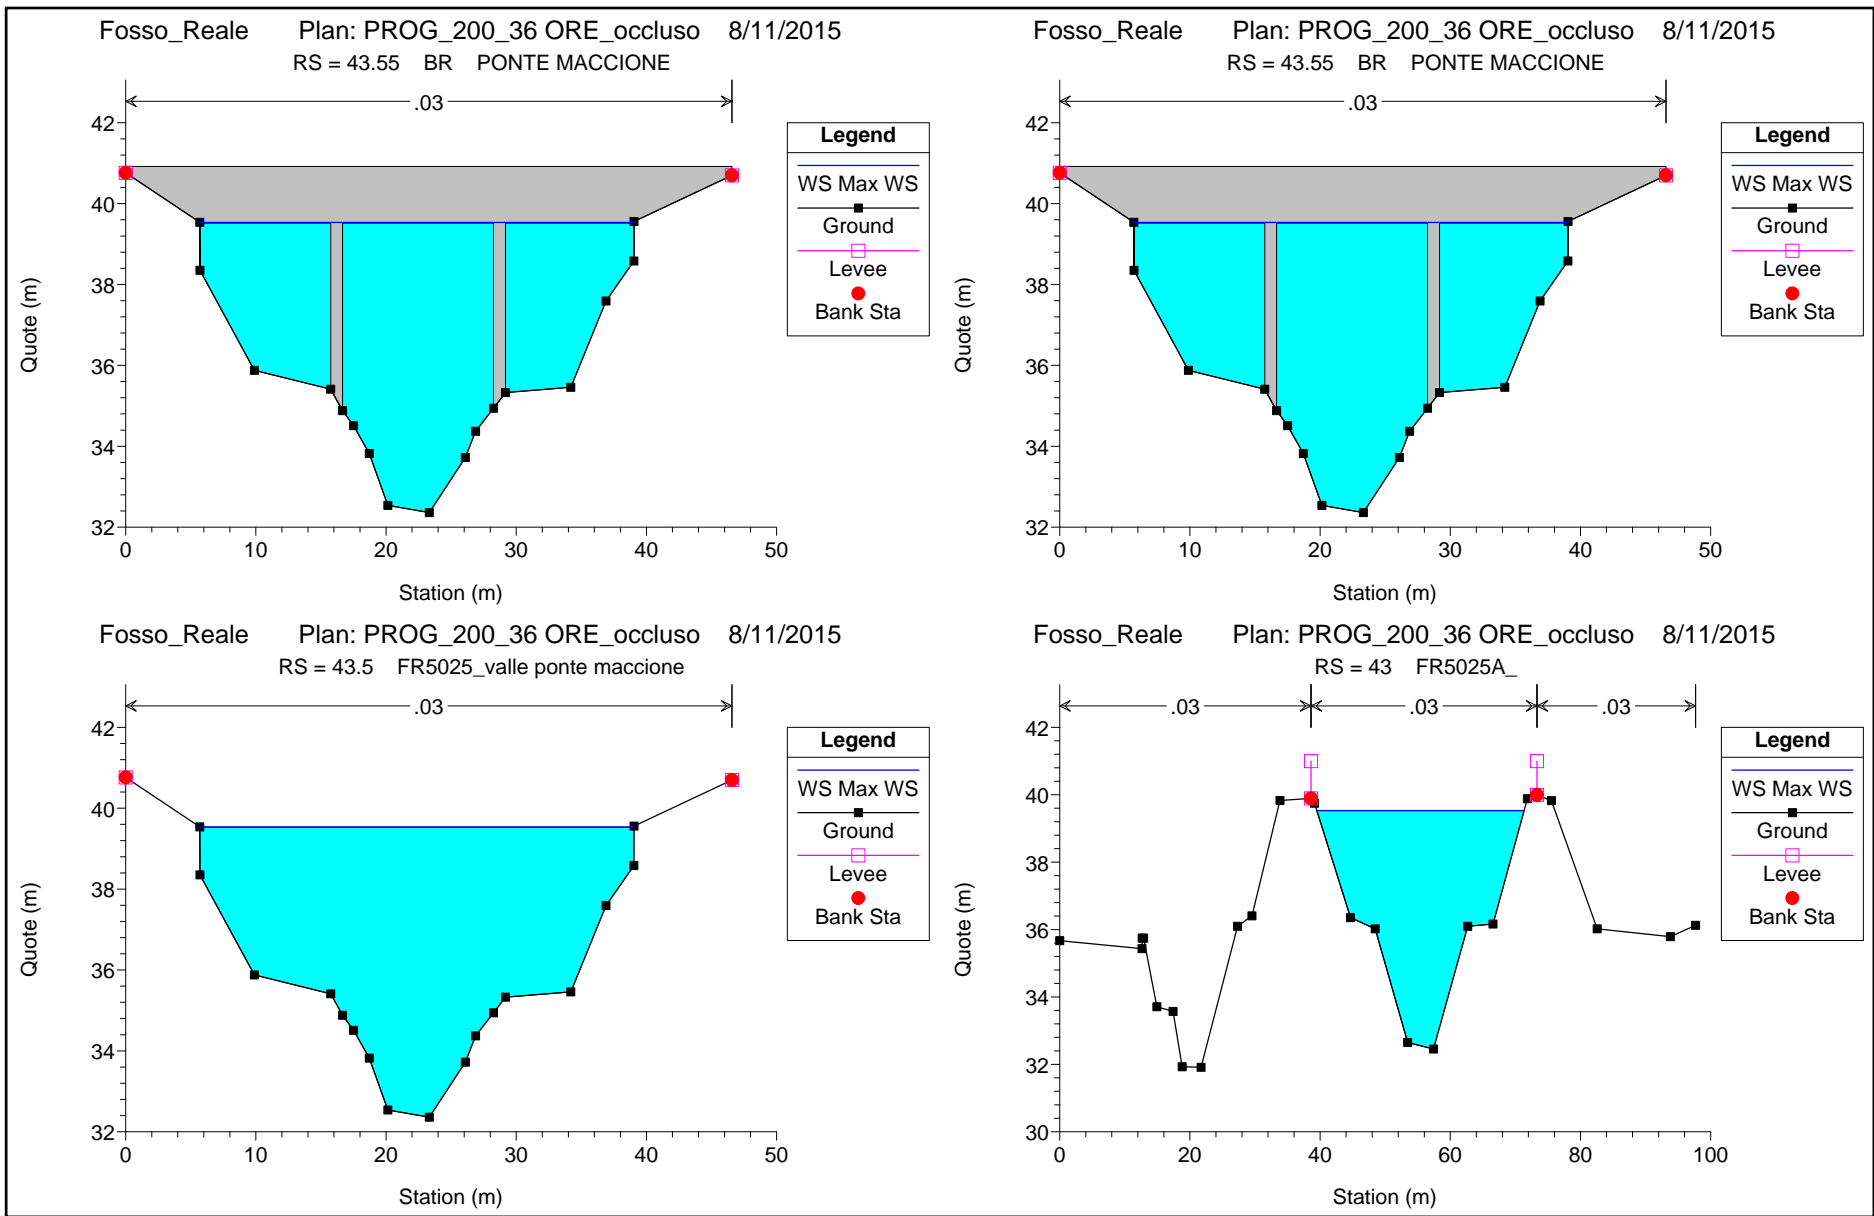 Fosso_Reale Plan: PROG_200_36 ORE_occluso 8/11/2015
RS = 43.55 BR PONTE MACCIONE
.03
42
40
38
36
34
32
0 10 20 30 40 50
Quote (m)
Station (m)
Legend
WS Max WS
Ground
Levee
Bank Sta
Fosso_Reale Plan: PROG_200_36 ORE_occluso 8/11/2015
RS = 43.55 BR PONTE MACCIONE
.03
42
40
38
36
34
32
0 10 20 30 40 50
Quote (m)
Station (m)
Legend
WS Max WS
Ground
Levee
Bank Sta
Fosso_Reale Plan: PROG_200_36 ORE_occluso 8/11/2015
RS = 43.5 FR5025_valle ponte maccione
.03
42
40
38
36
34
32
0 10 20 30 40 50
Quote (m)
Station (m)
Legend
WS Max WS
Ground
Levee
Bank Sta
Fosso_Reale Plan: PROG_200_36 ORE_occluso 8/11/2015
RS = 43 FR5025A_
.03 .03 .03
42
40
38
36
34
32
30
0 20 40 60 80 100
Quote (m)
Station (m)
Legend
WS Max WS
Ground
Levee
Bank Sta